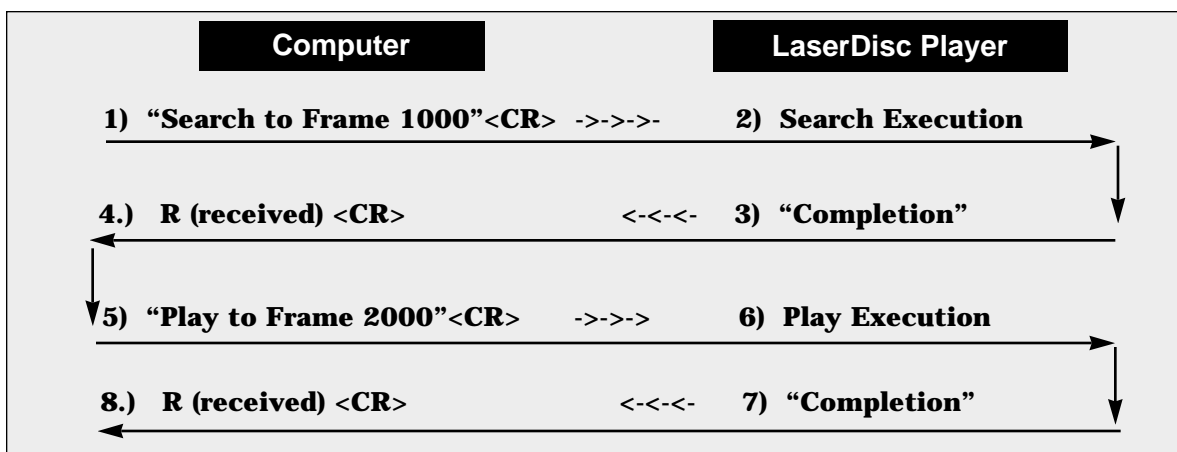 Computer LaserDisc Player
1) “Search to Frame 1000”<CR> ->->->- 2) Search Execution
4.) R (received) <CR> <-<-<- 3) “Completion”
5) “Play to Frame 2000”<CR> ->->-> 6) Play Execution
8.) R (received) <CR> <-<-<- 7) “Completion”